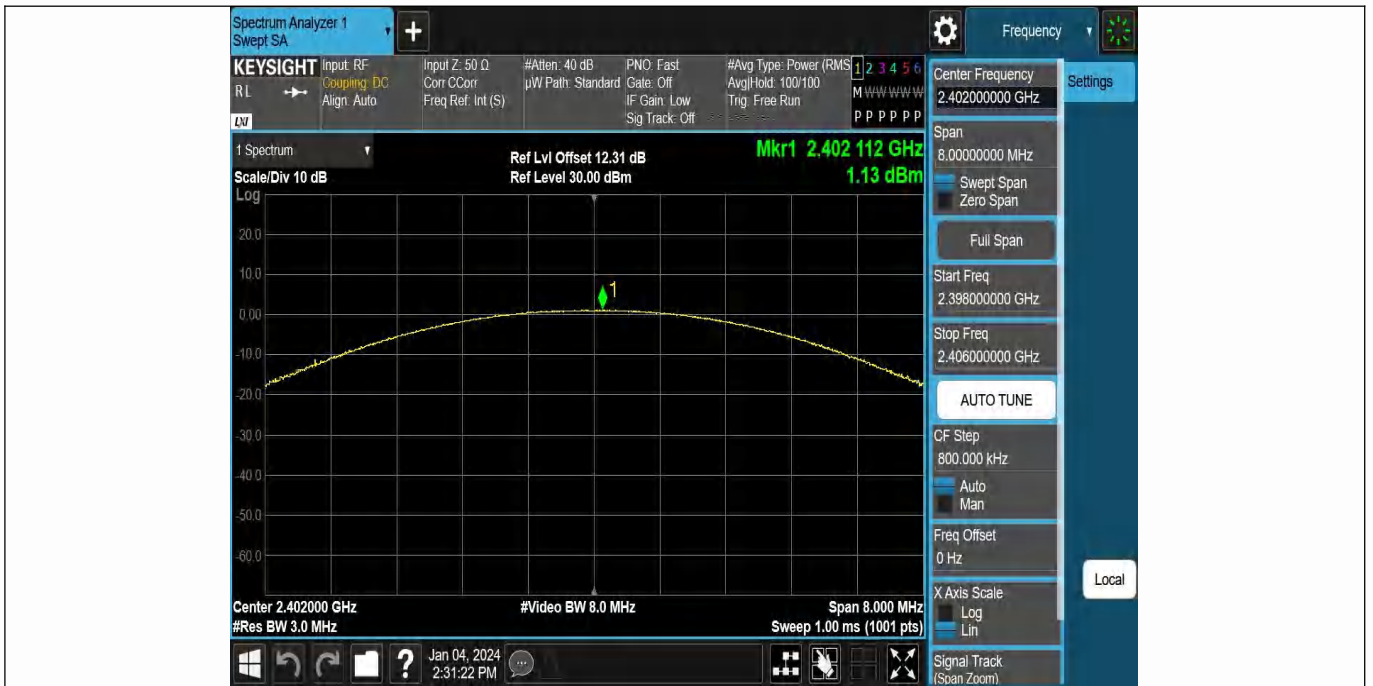 Spectrum Analyzer 1
Swept SA
Frequency
KEYSIGHT
RL
LXI
Input: RF
Coupling: DC
Align: Auto
Input Z: 50 Ω
Corr CCorr
Freq Ref: Int (S)
#Atten: 40 dB
µW Path: Standard
PNO: Fast
Gate: Off
IF Gain: Low
Sig Track: Off
#Avg Type: Power (RMS
Avg|Hold: 100/100
Trig: Free Run
1 2 3 4 5 6
M W W W W W
P P P P P P
1 Spectrum
Scale/Div 10 dB
Ref Lvl Offset 12.31 dB
Ref Level 30.00 dBm
Mkr1 2.402 112 GHz
1.13 dBm
Log
20.0
10.0
0.00
-10.0
-20.0
-30.0
-40.0
-50.0
-60.0
1
Center 2.402000 GHz
#Res BW 3.0 MHz
#Video BW 8.0 MHz
Span 8.000 MHz
Sweep 1.00 ms (1001 pts)
Jan 04, 2024
2:31:22 PM
Center Frequency
2.402000000 GHz
Span
8.00000000 MHz
Swept Span
Zero Span
Full Span
Start Freq
2.398000000 GHz
Stop Freq
2.406000000 GHz
AUTO TUNE
CF Step
800.000 kHz
Auto
Man
Freq Offset
0 Hz
X Axis Scale
Log
Lin
Signal Track
(Span Zoom)
Settings
Local